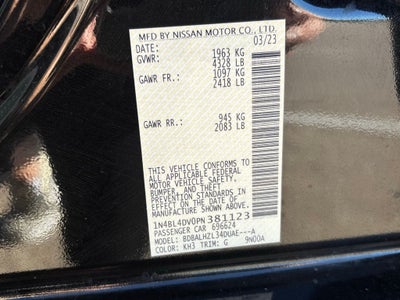 MFD BY NISSAN MOTOR CO., LTD.
DATE: 03/23
GVWR: 1963 KG
4328 LB
GAWR FR.: 1097 KG
2418 LB
GAWR RR.: 945 KG
2083 LB
THIS VEHICLE CONFORMS TO
ALL APPLICABLE FEDERAL
MOTOR VEHICLE SAFETY,
BUMPER, AND THEFT
PREVENTION STANDARDS IN
EFFECT ON THE DATE OF
MANUFACTURE SHOWN ABOVE.
1N4BL4DV0PN381123
PASSENGER CAR 696624
MODEL: BDBALHZL34DUAE---A
COLOR: KH3 TRIM: G 9N00A